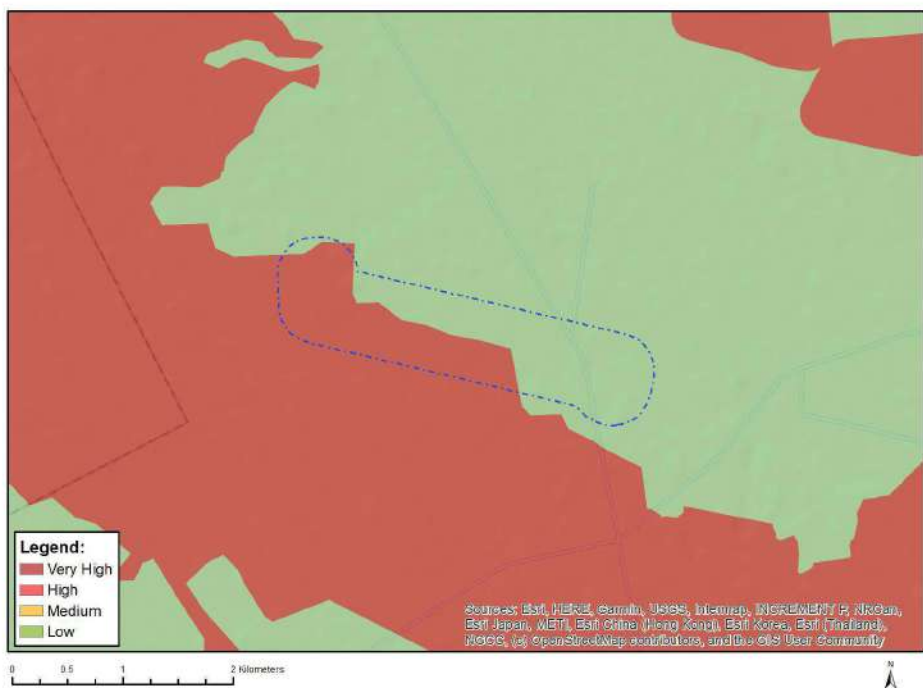 Legend:
Very High
High
Medium
Low
Sources: Esri, HERE, Garmin, USGS, Intermap, INCREMENT P, NRCan,
Esri Japan, METI, Esri China (Hong Kong), Esri Korea, Esri (Thailand),
NGCC, (c) OpenStreetMap contributors, and the GIS User Community
0 0.5 1 2 Kilometers
N